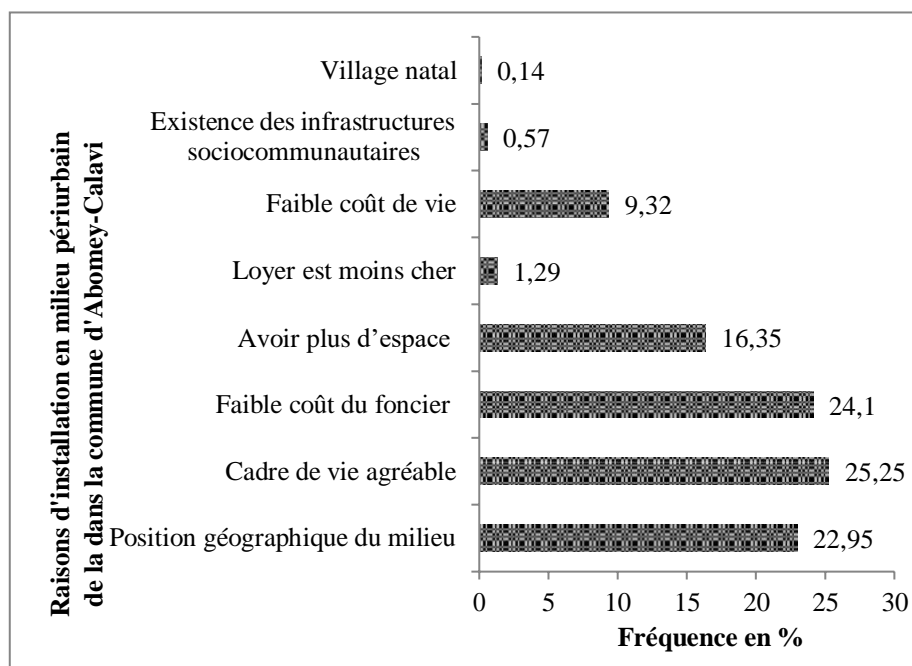 Raisons d'installation en milieu périurbain
de la dans la commune d'Abomey-Calavi
Village natal
0,14
Existence des infrastructures
sociocommunautaires
0,57
Faible coût de vie
9,32
Loyer est moins cher
1,29
Avoir plus d’espace
16,35
Faible coût du foncier
24,1
Cadre de vie agréable
25,25
Position géographique du milieu
22,95
0 5 10 15 20 25 30
Fréquence en %